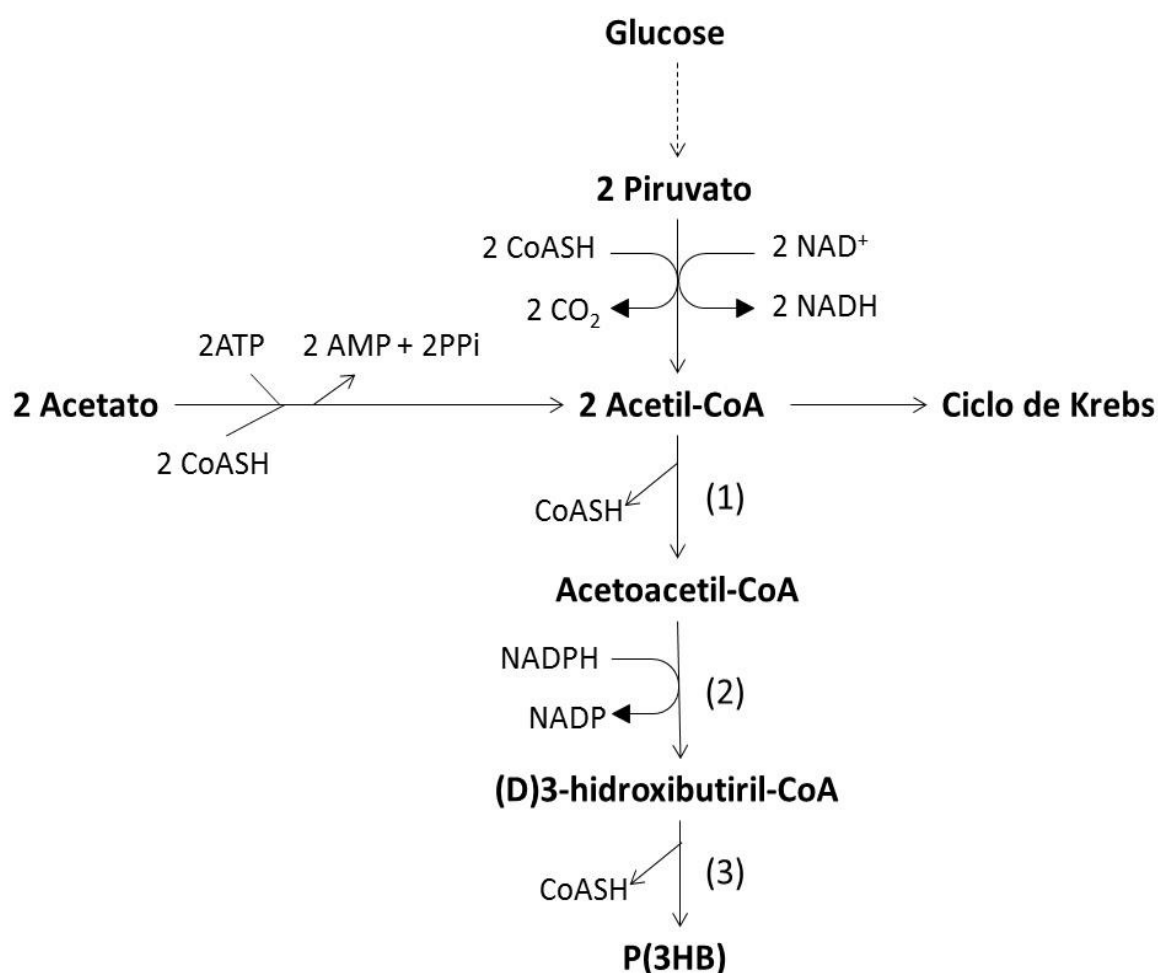 Glucose
2 Piruvato
2 CoASH
2 NAD⁺
2 CO₂
2 NADH
2ATP
2 AMP + 2PPi
2 Acetato
2 Acetil-CoA
Ciclo de Krebs
2 CoASH
CoASH
(1)
Acetoacetil-CoA
NADPH
(2)
NADP
(D)3-hidroxibutiril-CoA
CoASH
(3)
P(3HB)